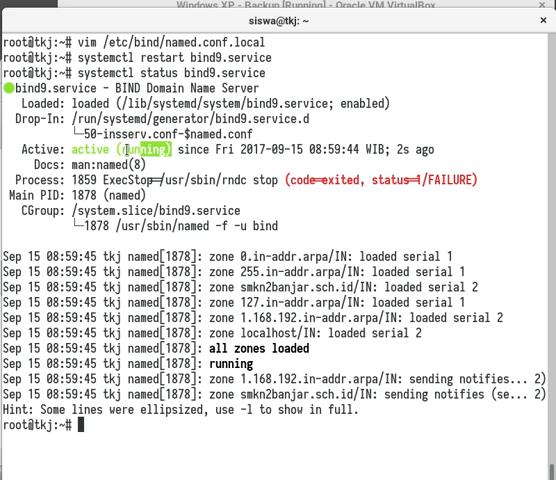 Windows XP - Backup [Running] - Oracle VM VirtualBox
siswa@tkj: ~
root@tkj:~# vim /etc/bind/named.conf.local
root@tkj:~# systemctl restart bind9.service
root@tkj:~# systemctl status bind9.service
● bind9.service - BIND Domain Name Server
Loaded: loaded (/lib/systemd/system/bind9.service; enabled)
Drop-In: /run/systemd/generator/bind9.service.d
└─50-insserv.conf-$named.conf
Active: active (running) since Fri 2017-09-15 08:59:44 WIB; 2s ago
Docs: man:named(8)
Process: 1859 ExecStop=/usr/sbin/rndc stop (code=exited, status=1/FAILURE)
Main PID: 1878 (named)
CGroup: /system.slice/bind9.service
└─1878 /usr/sbin/named -f -u bind
Sep 15 08:59:45 tkj named[1878]: zone 0.in-addr.arpa/IN: loaded serial 1
Sep 15 08:59:45 tkj named[1878]: zone 255.in-addr.arpa/IN: loaded serial 1
Sep 15 08:59:45 tkj named[1878]: zone smkn2banjar.sch.id/IN: loaded serial 2
Sep 15 08:59:45 tkj named[1878]: zone 127.in-addr.arpa/IN: loaded serial 1
Sep 15 08:59:45 tkj named[1878]: zone 1.168.192.in-addr.arpa/IN: loaded serial 2
Sep 15 08:59:45 tkj named[1878]: zone localhost/IN: loaded serial 2
Sep 15 08:59:45 tkj named[1878]: all zones loaded
Sep 15 08:59:45 tkj named[1878]: running
Sep 15 08:59:45 tkj named[1878]: zone 1.168.192.in-addr.arpa/IN: sending notifies... 2)
Sep 15 08:59:45 tkj named[1878]: zone smkn2banjar.sch.id/IN: sending notifies (se... 2)
Hint: Some lines were ellipsized, use -l to show in full.
root@tkj:~#